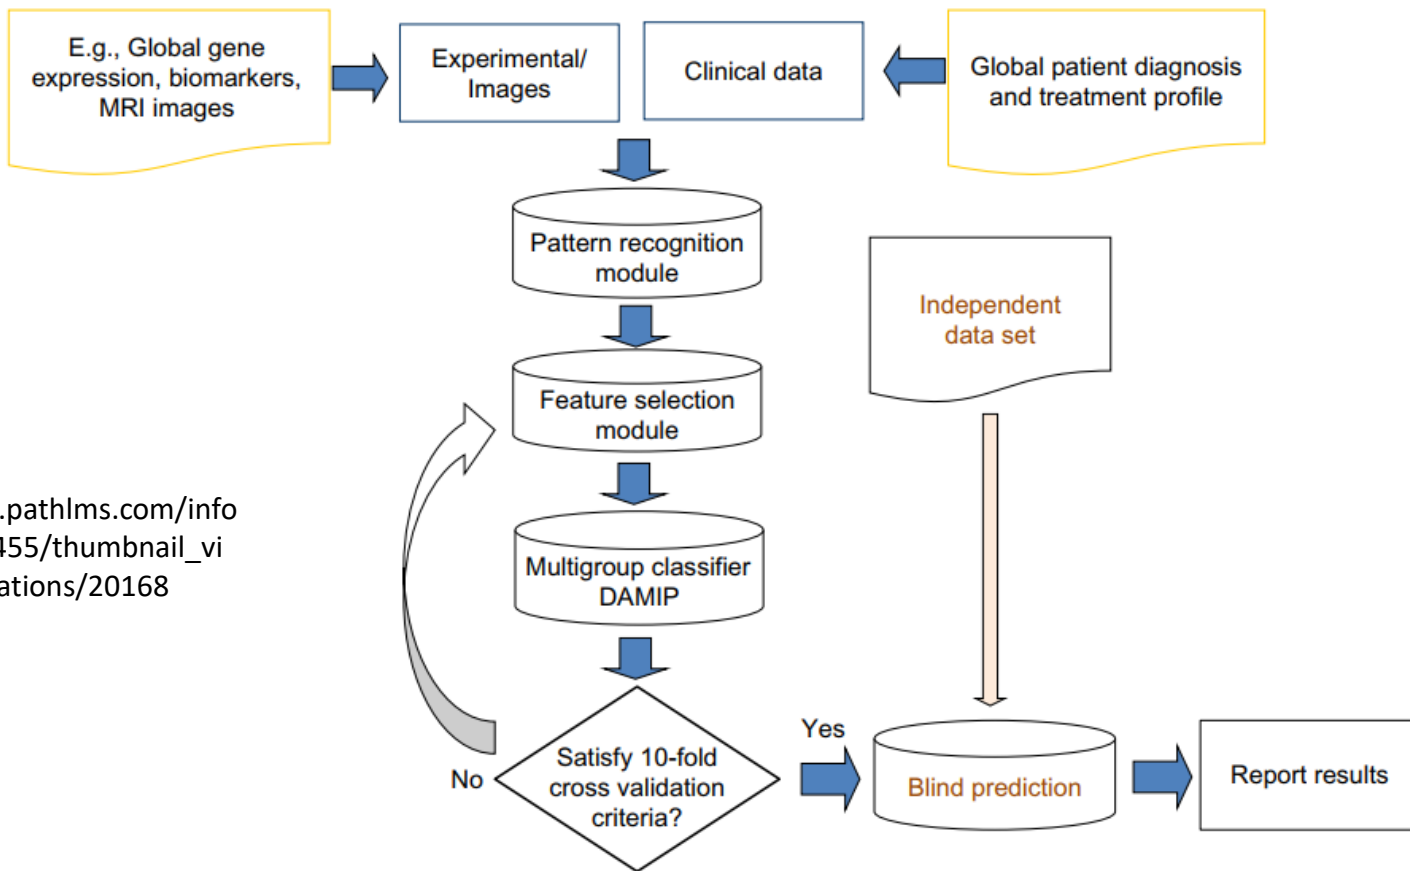 E.g., Global gene
expression, biomarkers,
MRI images
Experimental/
Images
Clinical data
Global patient diagnosis
and treatment profile
Pattern recognition
module
Independent
data set
Feature selection
module
.pathlms.com/info
455/thumbnail_vi
ations/20168
Multigroup classifier
DAMIP
Satisfy 10-fold
cross validation
criteria?
No
Yes
Blind prediction
Report results